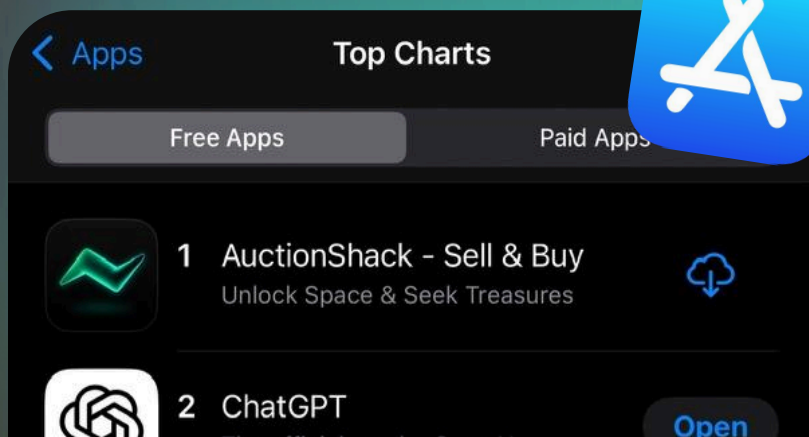 Apps
Top Charts
Free Apps
Paid Apps
1 AuctionShack - Sell & Buy
Unlock Space & Seek Treasures
2 ChatGPT
Open